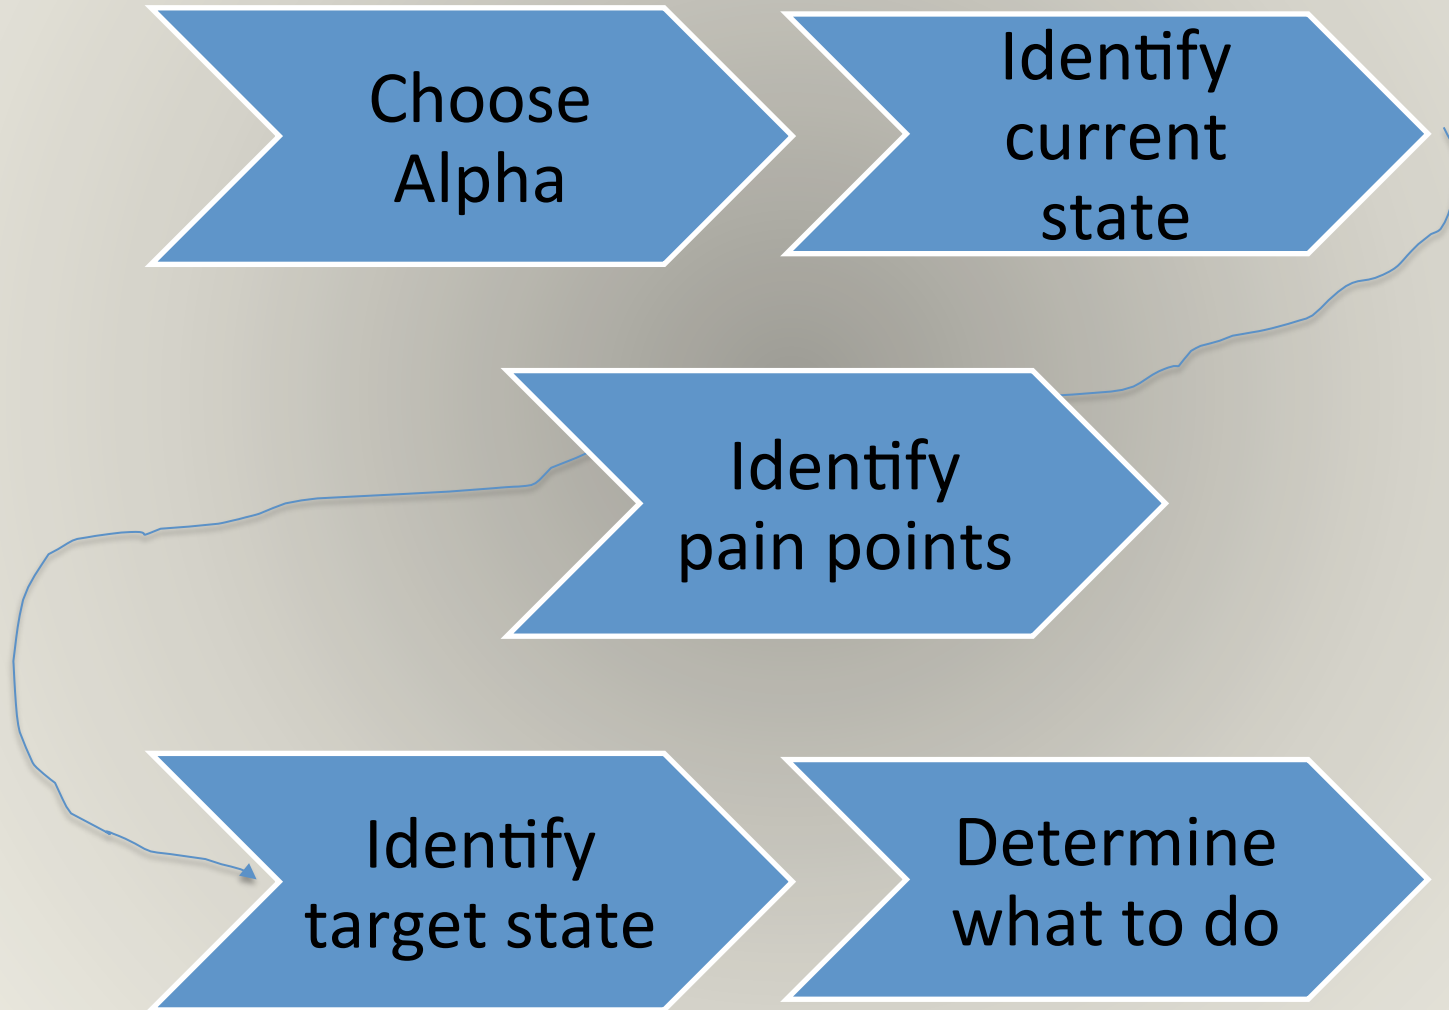 Choose
Alpha
Identify
current
state
Identify
pain points
Identify
target state
Determine
what to do